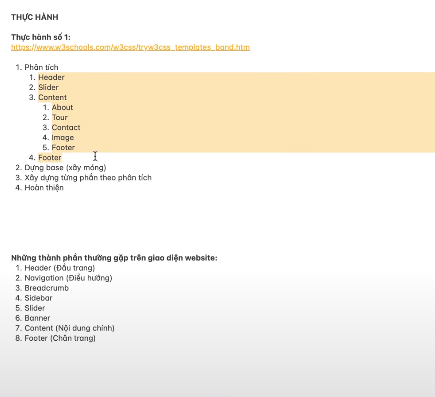 THỰC HÀNH
Thực hành số 1:
https://www.w3schools.com/w3css/tryw3css_templates_band.htm
1. Phân tích
1. Header
2. Slider
3. Content
1. About
2. Tour
3. Contact
4. Image
5. Footer
4. Footer
2. Dựng base (xây móng)
3. Xây dựng từng phần theo phân tích
4. Hoàn thiện
Những thành phần thường gặp trên giao diện website:
1. Header (Đầu trang)
2. Navigation (Điều hướng)
3. Breadcrumb
4. Sidebar
5. Slider
6. Banner
7. Content (Nội dung chính)
8. Footer (Chân trang)